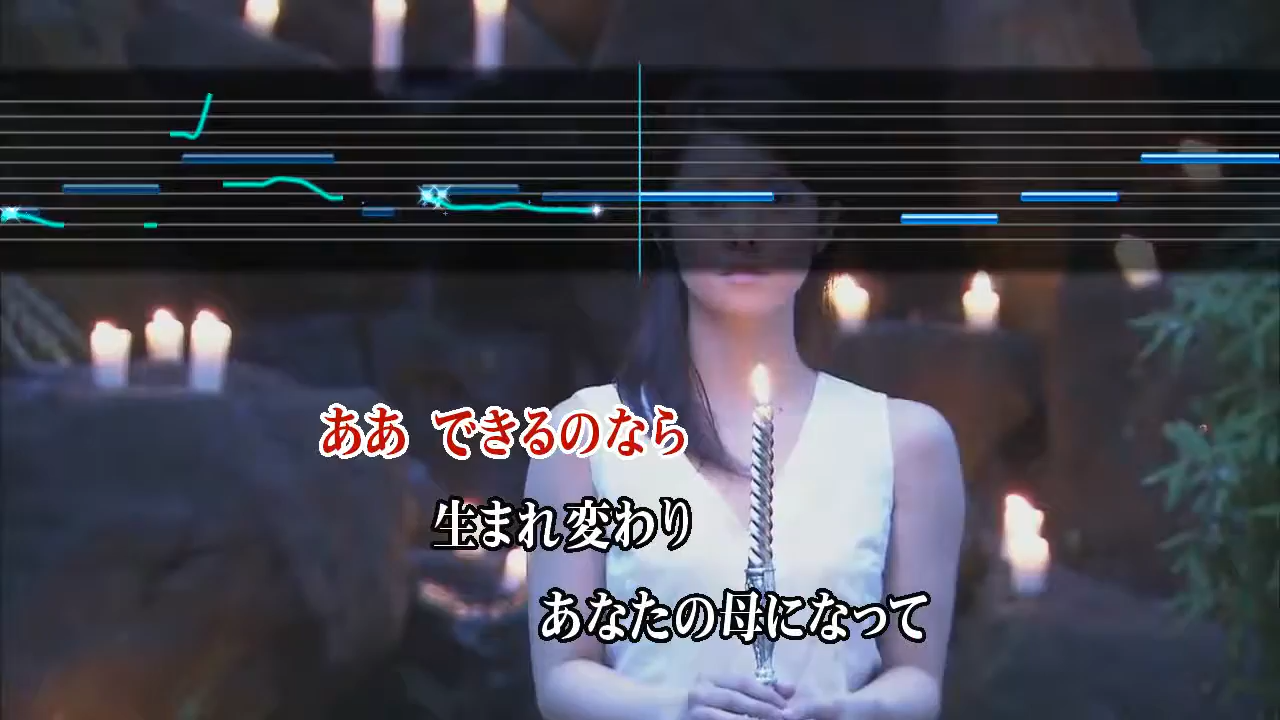 ああ できるのなら
生まれ変わり
あなたの母になって